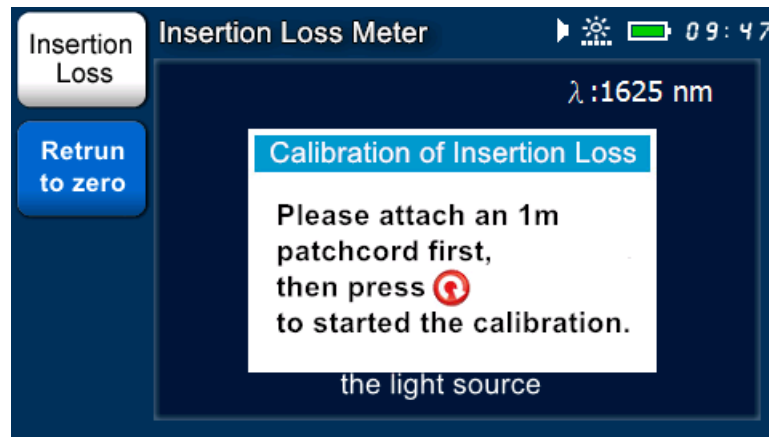 Insertion Loss Meter
09:47
Insertion
Loss
λ:1625 nm
Retrun
to zero
Calibration of Insertion Loss
Please attach an 1m
patchcord first,
then press
to started the calibration.
the light source